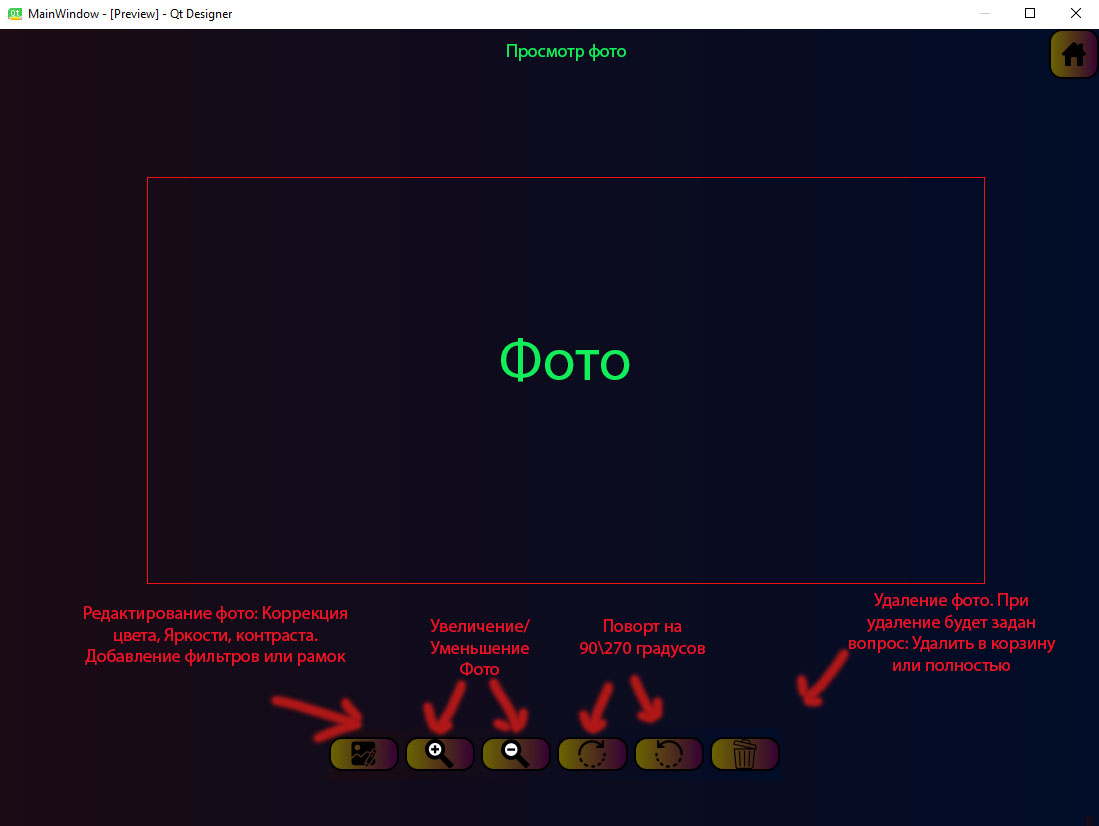 MainWindow - [Preview] - Qt Designer
Просмотр фото
Фото
Редактирование фото: Коррекция
цвета, Яркости, контраста.
Добавление фильтров или рамок
Увеличение/
Уменьшение
Фото
Поворт на
90\270 градусов
Удаление фото. При
удаление будет задан
вопрос: Удалить в корзину
или полностью